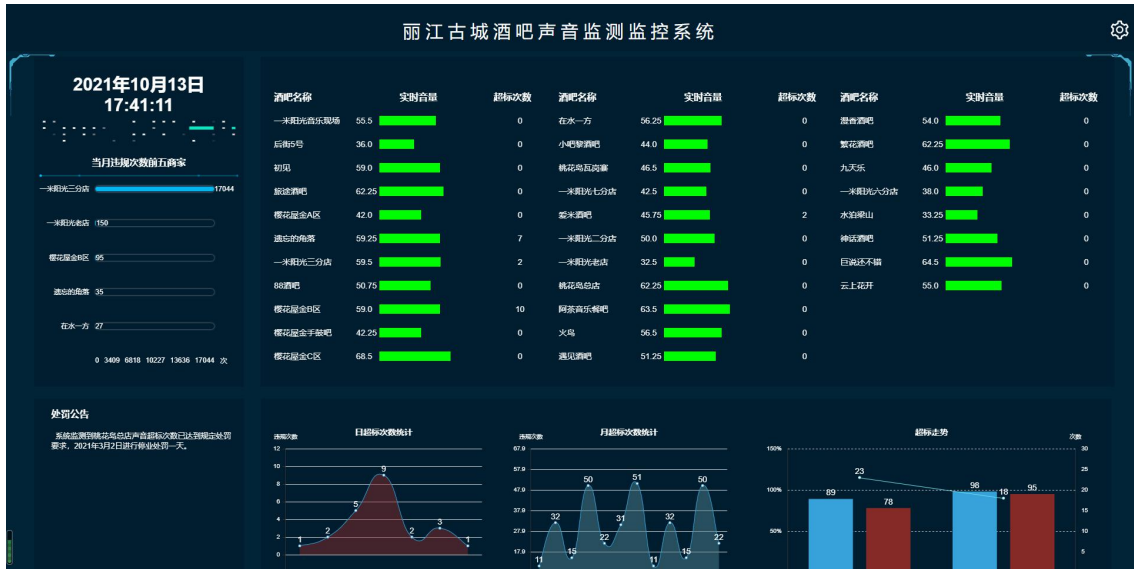 丽江古城酒吧声音监测监控系统
2021年10月13日
17:41:11
当月违规次数前五商家
一米阳光三分店 17044
一米阳光老店 150
樱花屋金B区 95
遗忘的角落 35
在水一方 27
0 3409 6818 10227 13636 17044 次
酒吧名称 实时音量 超标次数 酒吧名称 实时音量 超标次数 酒吧名称 实时音量 超标次数
一米阳光音乐现场 55.5 0 在水一方 56.25 0 澄香酒吧 54.0 0
后街5号 36.0 0 小吧黎酒吧 44.0 0 繁花酒吧 62.25 0
初见 59.0 0 桃花岛瓦岗寨 46.5 0 九天乐 46.0 0
旅途酒吧 62.25 0 一米阳光七分店 42.5 0 一米阳光六分店 38.0 0
樱花屋金A区 42.0 0 爱米酒吧 45.75 2 水泊梁山 33.25 0
遗忘的角落 59.25 7 一米阳光二分店 50.0 0 神话酒吧 51.25 0
一米阳光三分店 59.5 2 一米阳光老店 32.5 0 巨说还不错 64.5 0
88酒吧 50.75 0 桃花岛总店 62.25 0 云上花开 55.0 0
樱花屋金B区 59.0 10 阿茶音乐餐吧 63.5 0
樱花屋金手鼓吧 42.25 0 火鸟 56.5 0
樱花屋金C区 68.5 0 遇见酒吧 51.25 0
处罚公告
系统监测到桃花岛总店声音超标次数已达到规定处罚
要求，2021年3月2日进行停业处罚一天。
日超标次数统计
违规次数
12
10
8
6
4
2
0
1 2 5 9 2 3 1
月超标次数统计
违规次数
67.9
57.9
47.9
37.9
27.9
17.9
11 32 15 50 22 31 51 11 32 15 50 22
超标走势
次数
150%
100%
50%
30
25
20
15
10
5
89 78 98 95
23 18